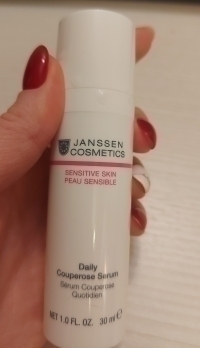 JANSSEN
COSMETICS
SENSITIVE SKIN
PEAU SENSIBLE
Daily
Couperose Serum
Sérum Couperose
Quotidien
NET 1.0 FL. OZ. 30 ml ℮